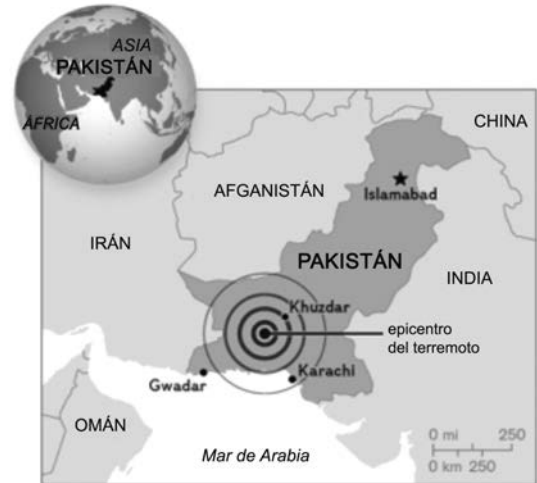 ASIA
PAKISTÁN
ÁFRICA
CHINA
AFGANISTÁN
Islamabad
IRÁN
PAKISTÁN
INDIA
Khuzdar
epicentro
del terremoto
Gwadar
Karachi
OMÁN
Mar de Arabia
0 mi 250
0 km 250